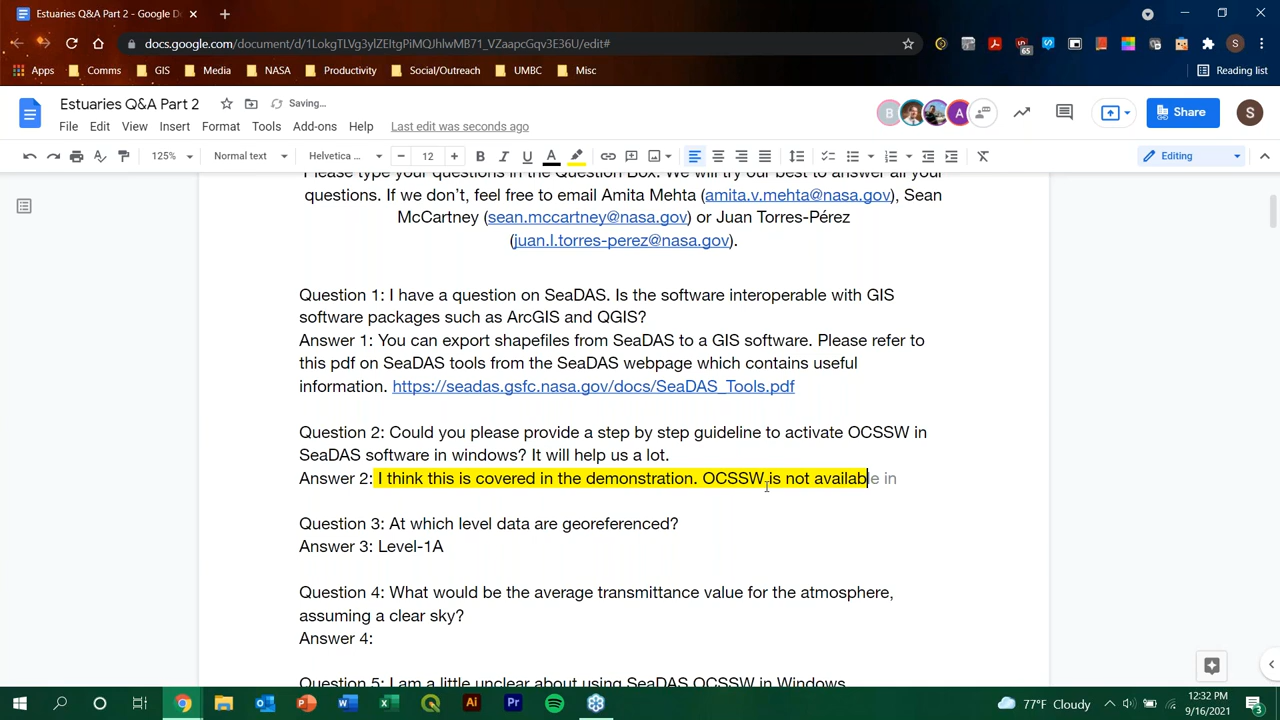 Estuaries Q&A Part 2 - Google D
docs.google.com/document/d/1LokgTLVg3ylZEItgPiMQJhlwMB71_VZaapcGqv3E36U/edit#
65
S
Apps
Comms
GIS
Media
NASA
Productivity
Social/Outreach
UMBC
Misc
Reading list
Estuaries Q&A Part 2
Saving...
B
A
Share
S
File
Edit
View
Insert
Format
Tools
Add-ons
Help
Last edit was seconds ago
125%
Normal text
Helvetica ...
12
Editing
Please type your questions in the Question Box. We will try our best to answer all your
questions. If we don't, feel free to email Amita Mehta (amita.v.mehta@nasa.gov), Sean
McCartney (sean.mccartney@nasa.gov) or Juan Torres-Pérez
(juan.l.torres-perez@nasa.gov).
Question 1: I have a question on SeaDAS. Is the software interoperable with GIS
software packages such as ArcGIS and QGIS?
Answer 1: You can export shapefiles from SeaDAS to a GIS software. Please refer to
this pdf on SeaDAS tools from the SeaDAS webpage which contains useful
information. https://seadas.gsfc.nasa.gov/docs/SeaDAS_Tools.pdf
Question 2: Could you please provide a step by step guideline to activate OCSSW in
SeaDAS software in windows? It will help us a lot.
Answer 2: I think this is covered in the demonstration. OCSSW is not available in
Question 3: At which level data are georeferenced?
Answer 3: Level-1A
Question 4: What would be the average transmittance value for the atmosphere,
assuming a clear sky?
Answer 4:
Question 5: I am a little unclear about using SeaDAS OCSSW in Windows.
77°F Cloudy
12:32 PM
9/16/2021
3